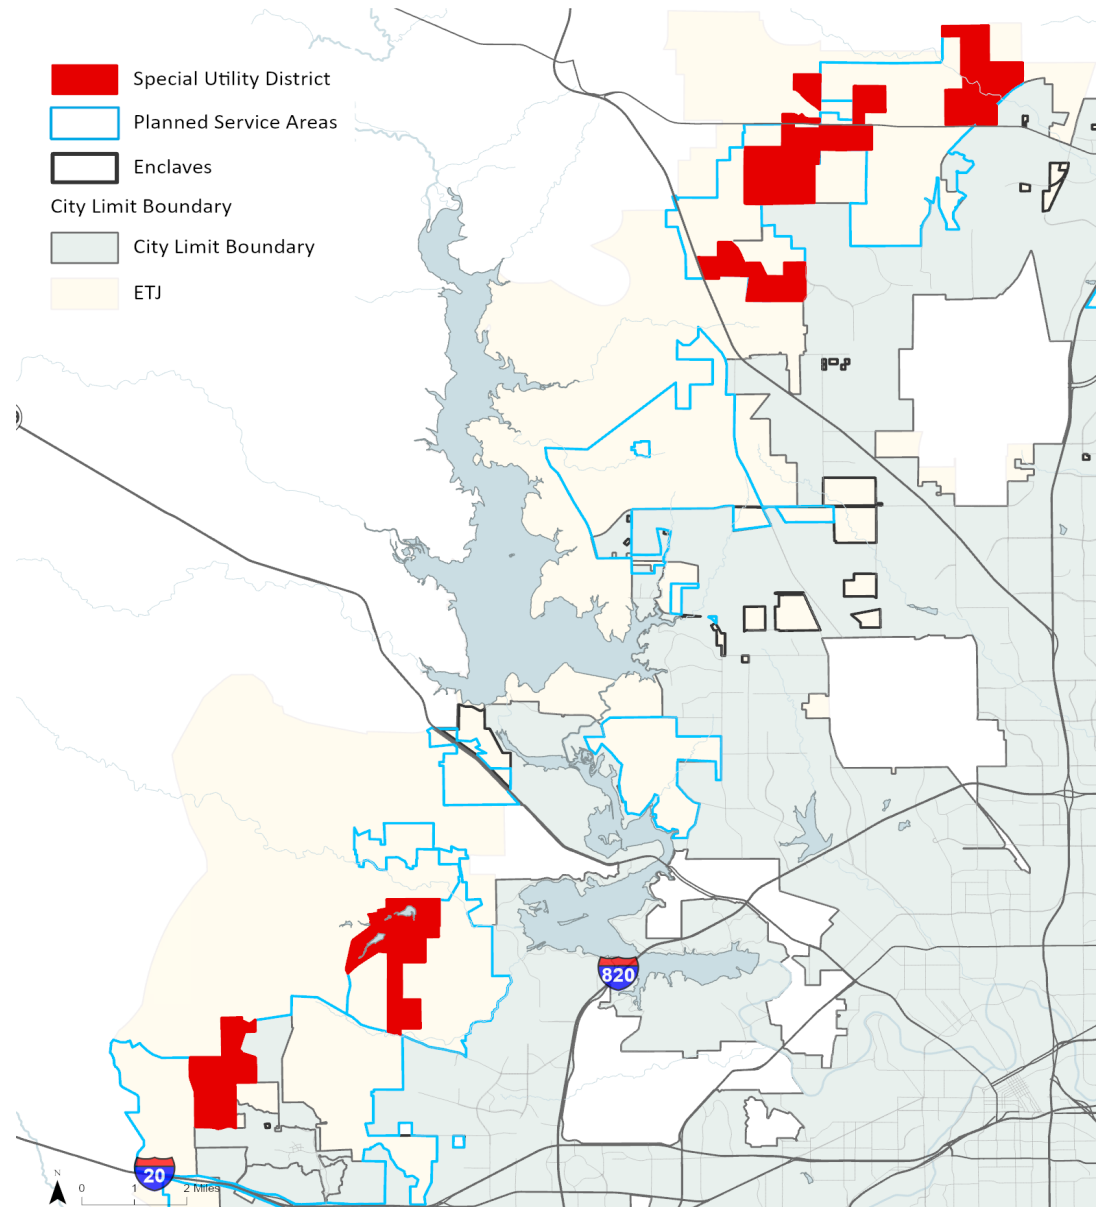 Special Utility District
Planned Service Areas
Enclaves
City Limit Boundary
City Limit Boundary
ETJ
820
20
N
0 1 2 Miles